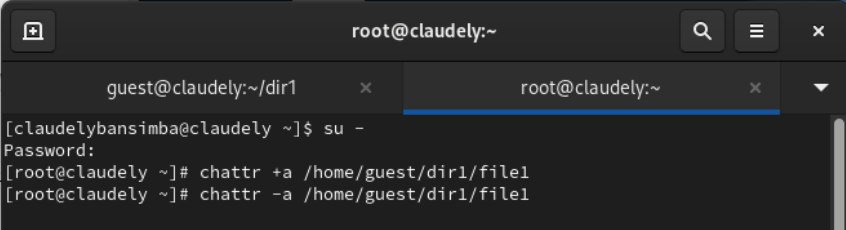 root@claudely:~
guest@claudely:~/dir1
root@claudely:~
[claudelybansimba@claudely ~]$ su -
Password:
[root@claudely ~]# chattr +a /home/guest/dir1/file1
[root@claudely ~]# chattr -a /home/guest/dir1/file1